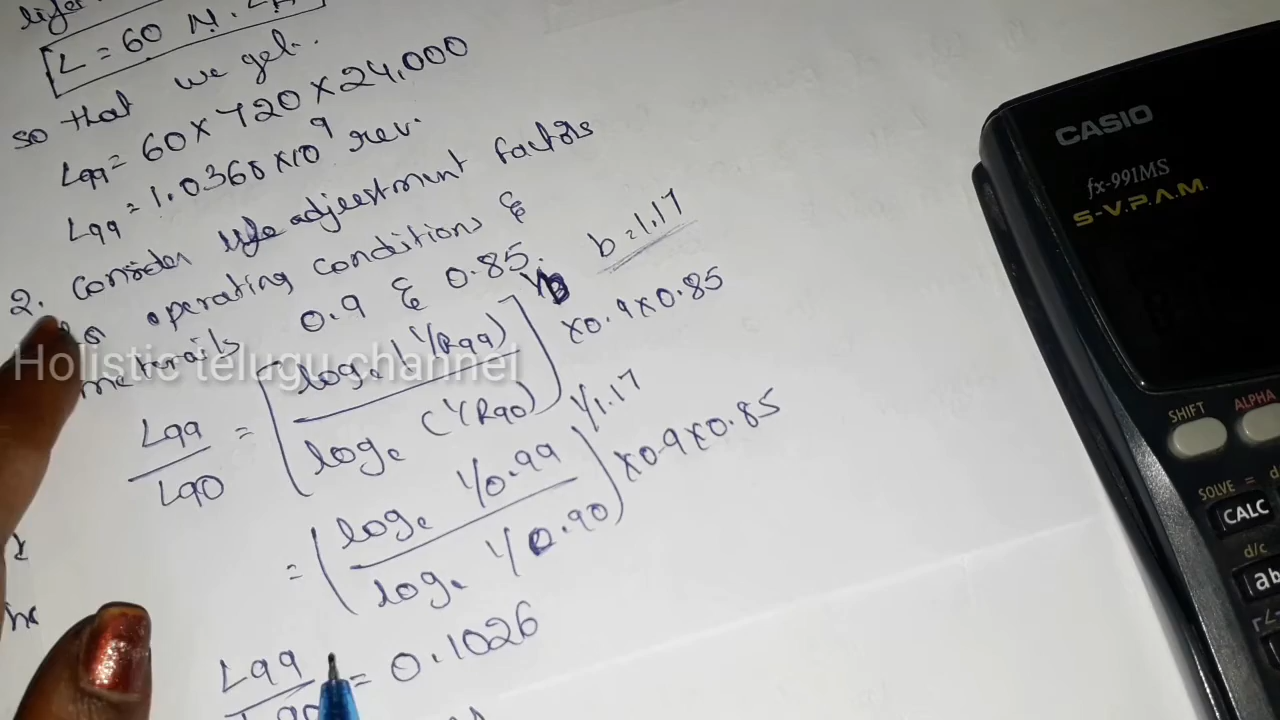 L = 60 N.
so that we get.
L99 = 60 × 720 × 24,000
L99 = 1.0368 × 10^9 rev.
2. Consider life adjustment factors
operating conditions &
materials 0.9 & 0.85. b = 1.17
L99/L90 = [loge (1/R99) / loge (1/R90)]^1/b × 0.9 × 0.85
= (loge 1/0.99 / loge 1/0.90)^1/1.17 × 0.9 × 0.85
L99/L90 = 0.1026
Holistic telugu channel
CASIO
fx-991MS
S-V.P.A.M.
SHIFT
ALPHA
SOLVE =
CALC
d/c
ab